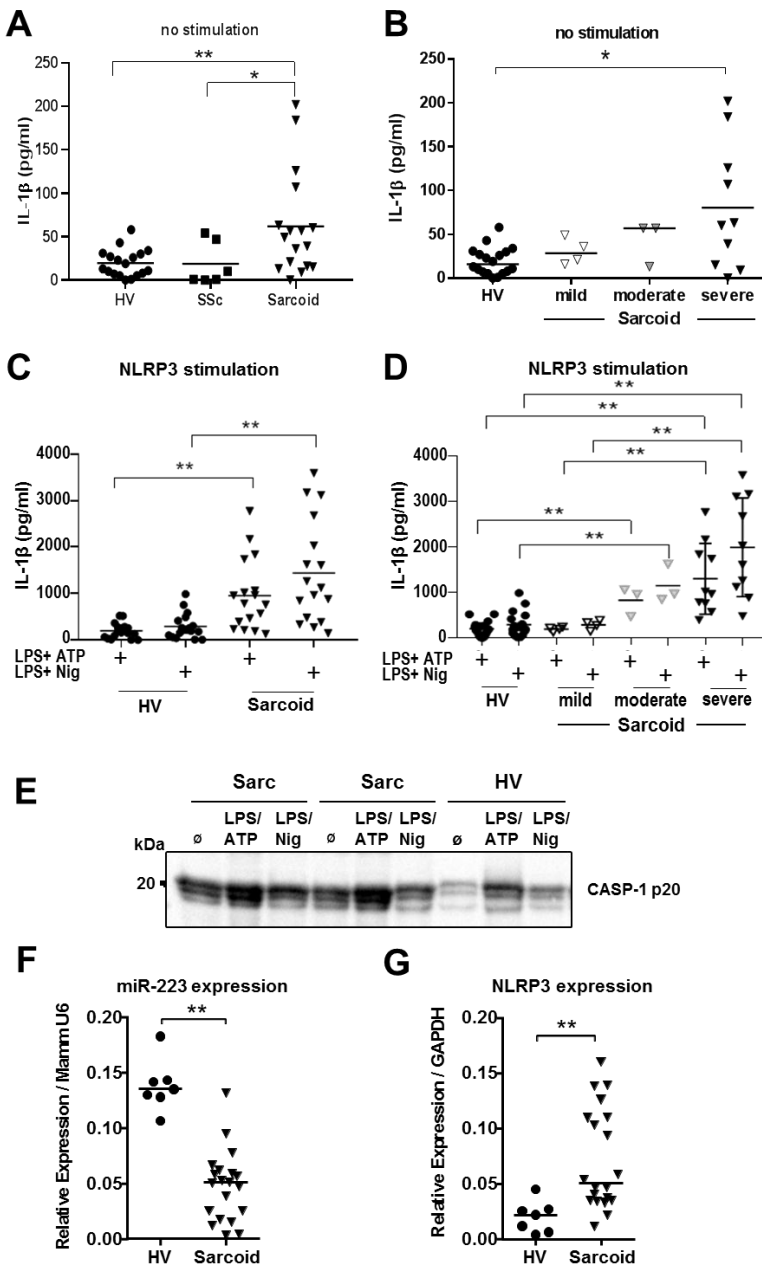 A
no stimulation
**
*
250
200
150
100
50
0
IL-1β (pg/ml)
HV SSc Sarcoid
B
no stimulation
*
250
200
150
100
50
0
IL-1β (pg/ml)
HV mild moderate severe
Sarcoid
C
NLRP3 stimulation
**
**
4000
3000
2000
1000
0
IL-1β (pg/ml)
LPS+ ATP + +
LPS+ Nig + +
HV Sarcoid
D
NLRP3 stimulation
**
**
**
**
**
**
4000
3000
2000
1000
0
IL-1β (pg/ml)
LPS+ ATP + + + +
LPS+ Nig + + + +
HV mild moderate severe
Sarcoid
E
Sarc Sarc HV
LPS/ LPS/ LPS/ LPS/ LPS/ LPS/
ø ATP Nig ø ATP Nig ø ATP Nig
kDa
20
CASP-1 p20
F
miR-223 expression
**
0.20
0.15
0.10
0.05
0.00
Relative Expression / Mamm U6
HV Sarcoid
G
NLRP3 expression
**
0.20
0.15
0.10
0.05
0.00
Relative Expression / GAPDH
HV Sarcoid